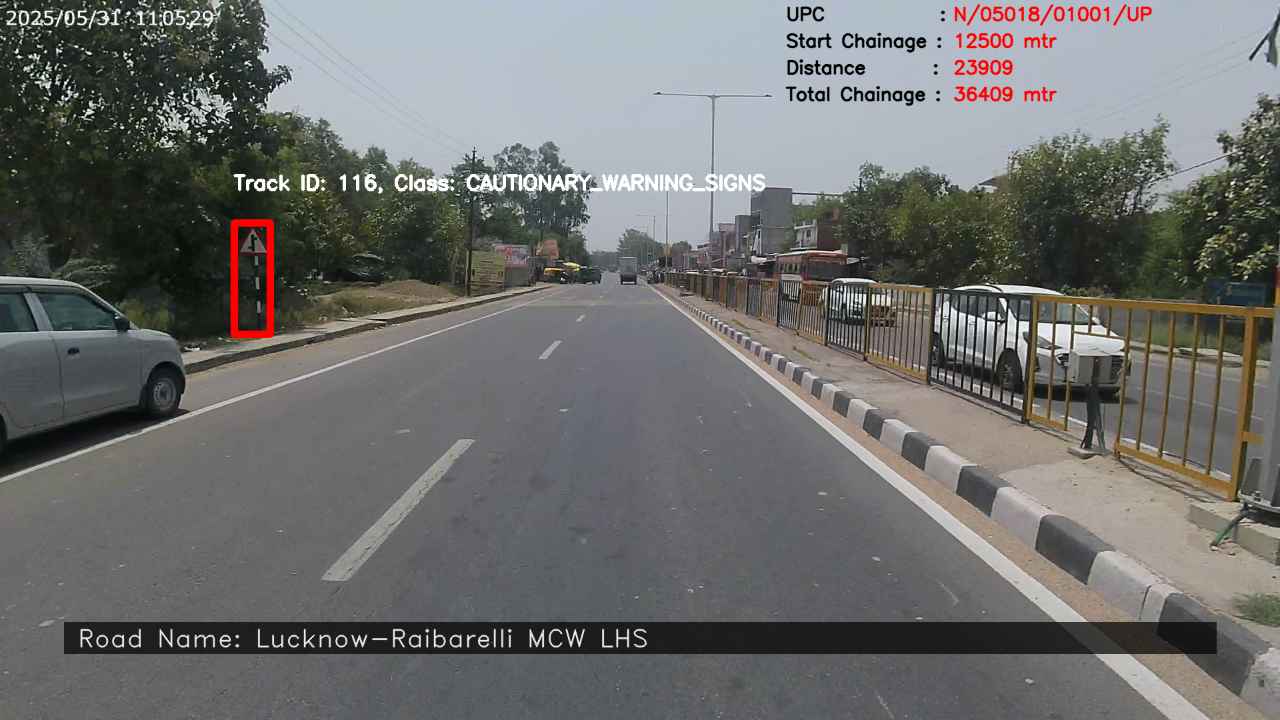 2025/05/31 11:05:29
UPC : N/05018/01001/UP
Start Chainage : 12500 mtr
Distance : 23909
Total Chainage : 36409 mtr
Track ID: 116, Class: CAUTIONARY_WARNING_SIGNS
Road Name: Lucknow-Raibarelli MCW LHS